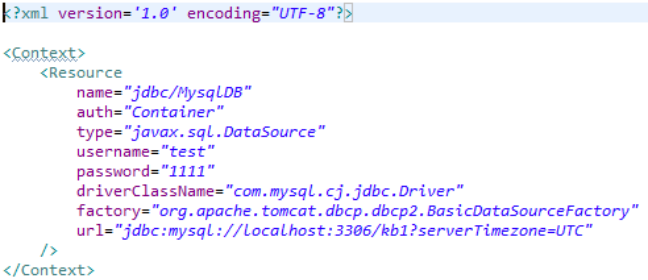 <?xml version='1.0' encoding="UTF-8"?>
<Context>
<Resource
name="jdbc/MysqlDB"
auth="Container"
type="javax.sql.DataSource"
username="test"
password="1111"
driverClassName="com.mysql.cj.jdbc.Driver"
factory="org.apache.tomcat.dbcp.dbcp2.BasicDataSourceFactory"
url="jdbc:mysql://localhost:3306/kb1?serverTimezone=UTC"
/>
</Context>